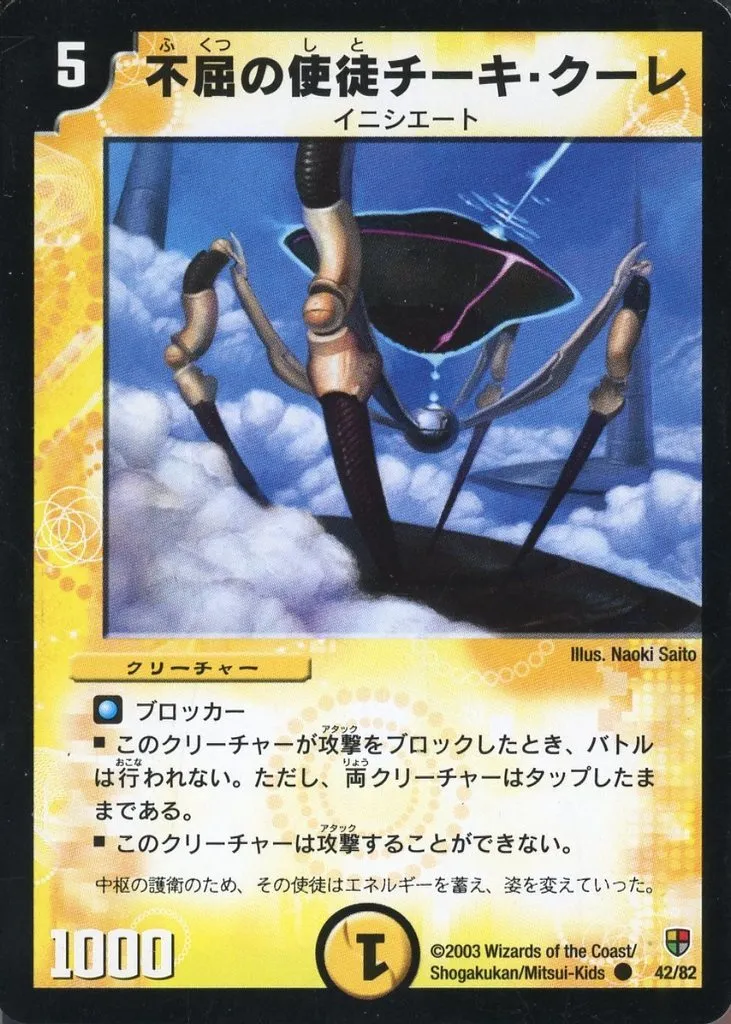 5
ふ くつ し と
不屈の使徒チーキ・クーレ
イニシエート
Illus. Naoki Saito
クリーチャー
ブロッカー
アタック
■ このクリーチャーが攻撃をブロックしたとき、バトル
おこな りょう
は行われない。ただし、両クリーチャーはタップしたま
まである。
アタック
■ このクリーチャーは攻撃することができない。
中枢の護衛のため、その使徒はエネルギーを蓄え、姿を変えていった。
1000
1
©2003 Wizards of the Coast/
Shogakukan/Mitsui-Kids ● 42/82